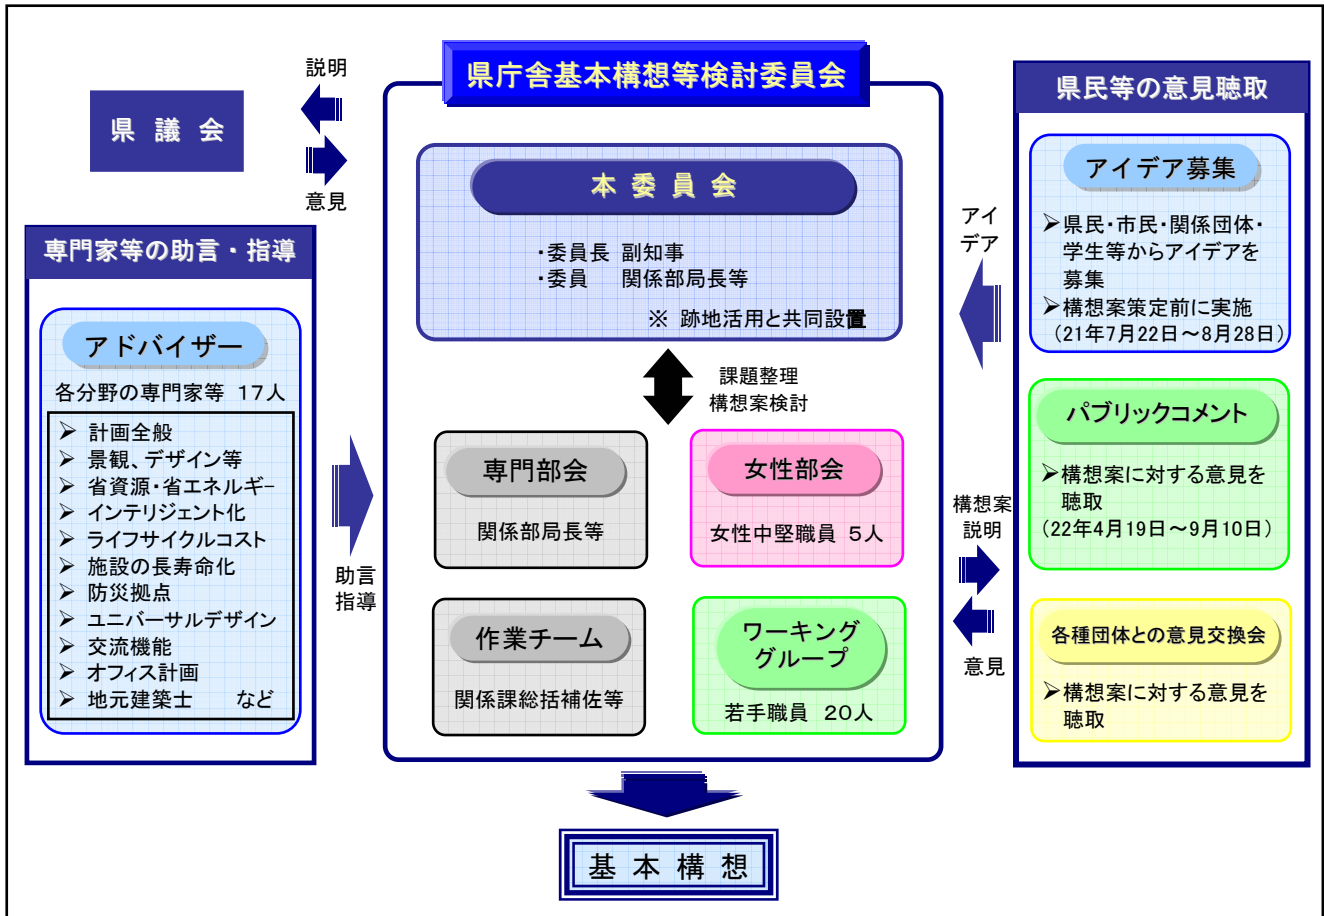 県庁舎基本構想等検討委員会
説明
県議会
意見
本委員会
・委員長 副知事
・委員 関係部局長等
※ 跡地活用と共同設置
課題整理
構想案検討
専門部会
関係部局長等
女性部会
女性中堅職員 5人
作業チーム
関係課総括補佐等
ワーキング
グループ
若手職員 20人
専門家等の助言・指導
アドバイザー
各分野の専門家等 17人
➢ 計画全般
➢ 景観、デザイン等
➢ 省資源・省エネルギー
➢ インテリジェント化
➢ ライフサイクルコスト
➢ 施設の長寿命化
➢ 防災拠点
➢ ユニバーサルデザイン
➢ 交流機能
➢ オフィス計画
➢ 地元建築士 など
助言
指導
県民等の意見聴取
アイデア募集
➢県民・市民・関係団体・
学生等からアイデアを
募集
➢構想案策定前に実施
(21年7月22日～8月28日)
アイ
デア
パブリックコメント
➢構想案に対する意見を
聴取
(22年4月19日～9月10日)
構想案
説明
意見
各種団体との意見交換会
➢構想案に対する意見を
聴取
基本構想